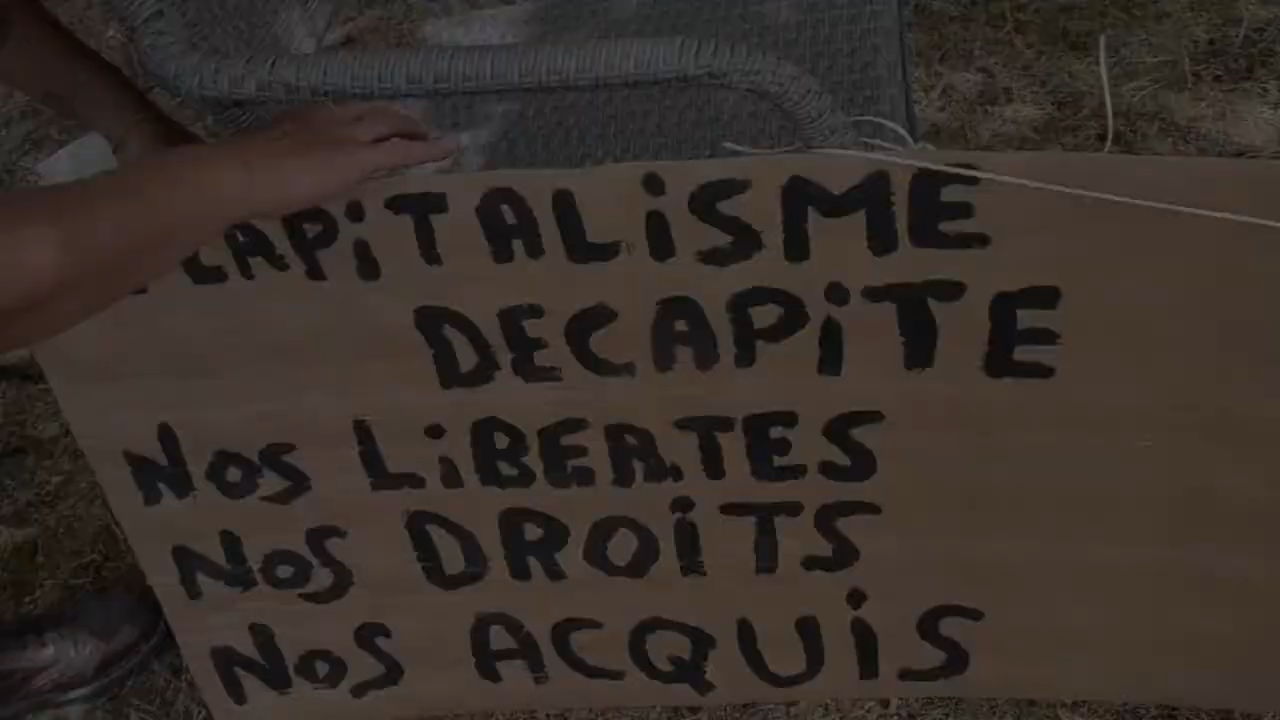 CAPiTALiSME
DECAPiTE
NOS LiBERTES
NOS DROiTS
NOS ACQUiS